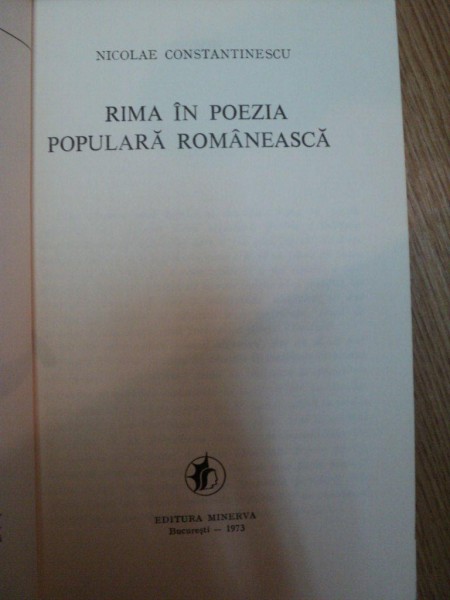 NICOLAE CONSTANTINESCU
RIMA ÎN POEZIA
POPULARĂ ROMÂNEASCĂ
EDITURA MINERVA
București — 1973